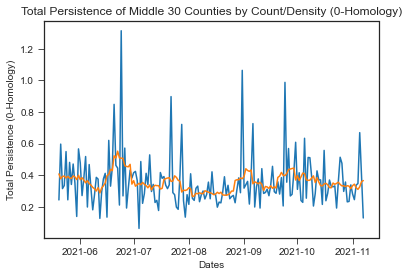 Total Persistence of Middle 30 Counties by Count/Density (0-Homology)
Total Persistence (0-Homology)
1.2
1.0
0.8
0.6
0.4
0.2
2021-06 2021-07 2021-08 2021-09 2021-10 2021-11
Dates